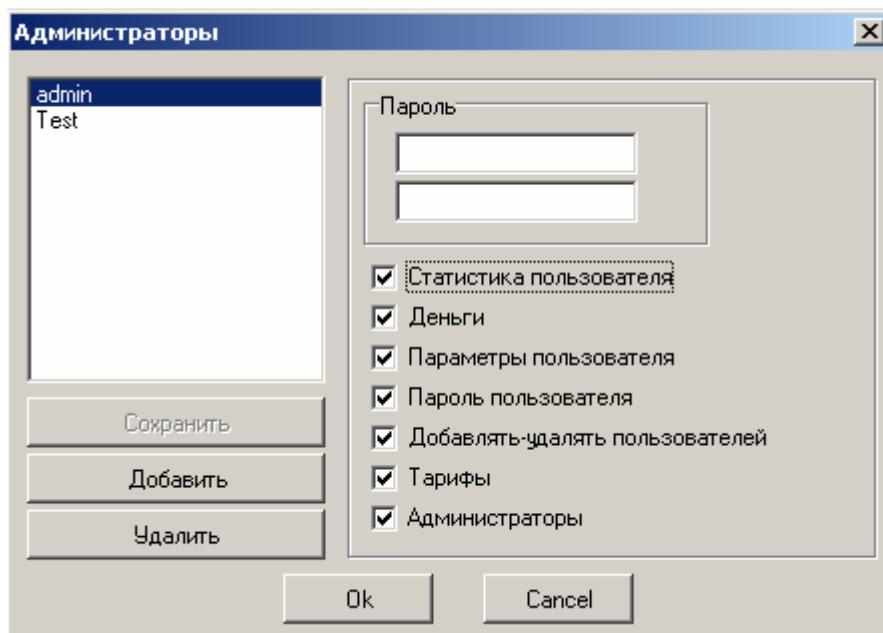 Администраторы
admin
Test
Пароль
Статистика пользователя
Деньги
Параметры пользователя
Пароль пользователя
Добавлять-удалять пользователей
Тарифы
Администраторы
Сохранить
Добавить
Удалить
Ok
Cancel